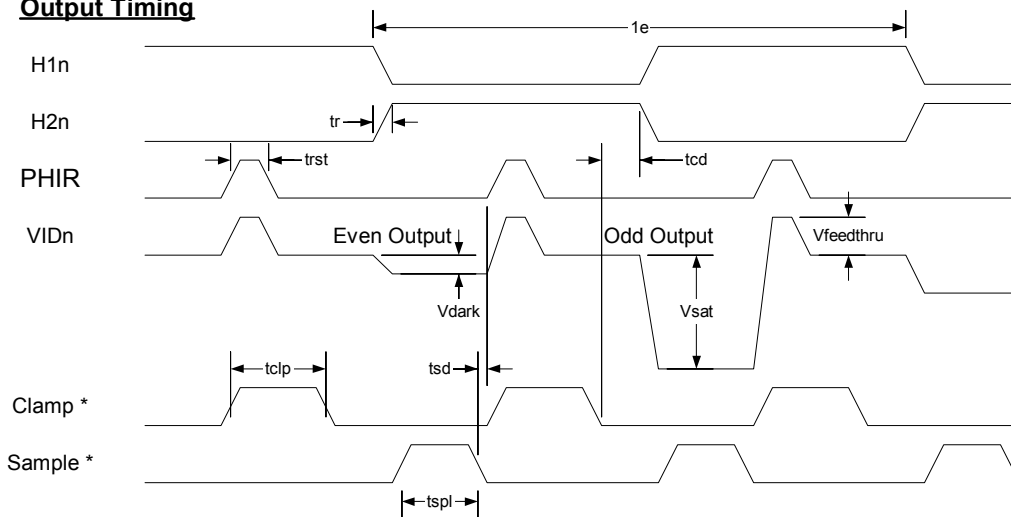 Output Timing
1e
H1n
H2n
tr
trst
tcd
PHIR
VIDn
Even Output
Odd Output
Vfeedthru
Vdark
Vsat
tclp
tsd
Clamp *
Sample *
tspl